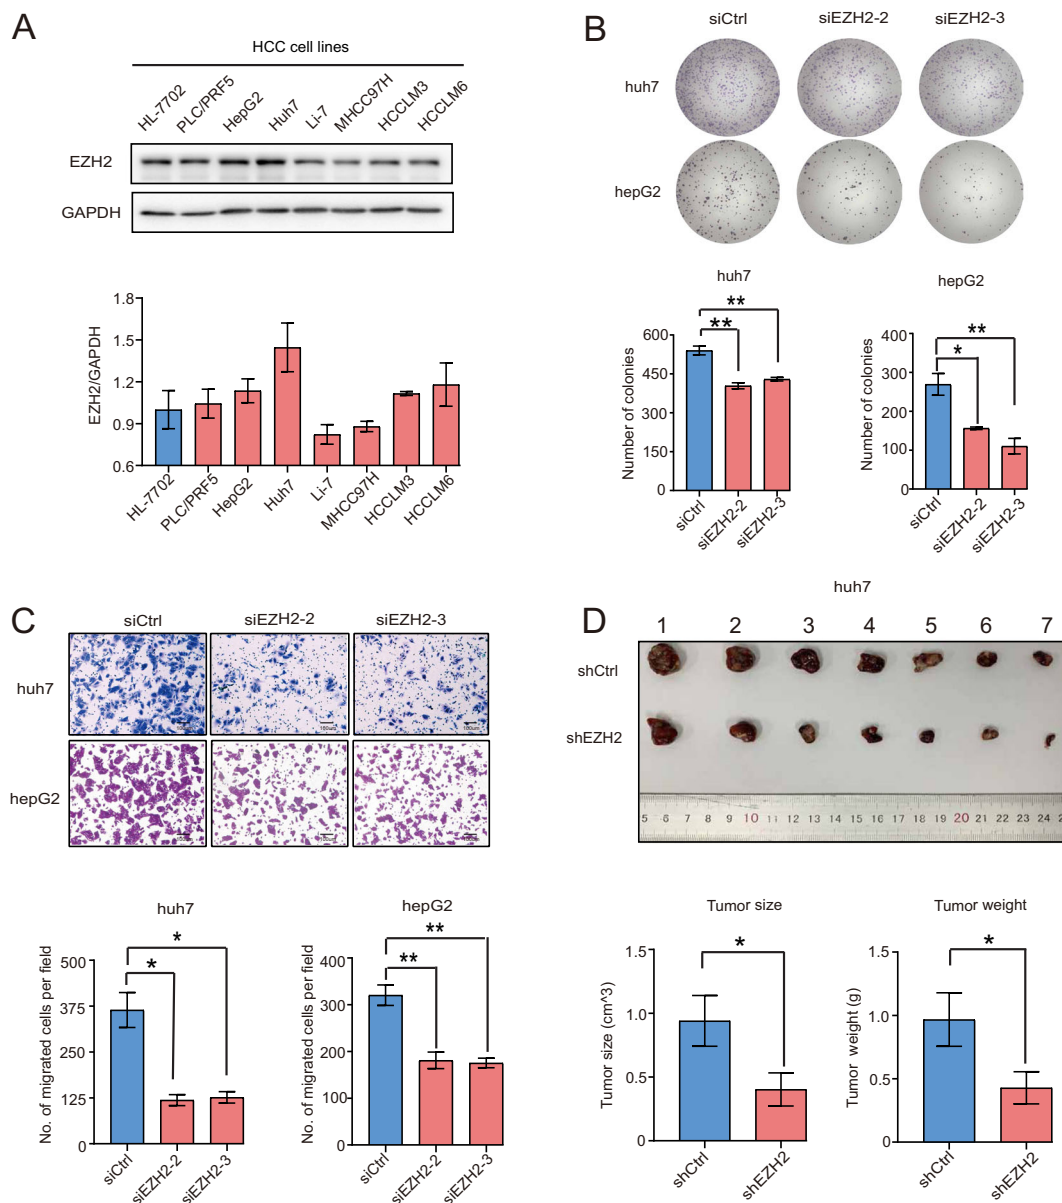 A
HCC cell lines
HL-7702 PLC/PRF5 HepG2 Huh7 Li-7 MHCC97H HCCLM3 HCCLM6
EZH2
GAPDH
EZH2/GAPDH
1.8
1.5
1.2
0.9
0.6
HL-7702 PLC/PRF5 HepG2 Huh7 Li-7 MHCC97H HCCLM3 HCCLM6
B
siCtrl siEZH2-2 siEZH2-3
huh7
hepG2
huh7
Number of colonies
600
450
300
150
0
**
**
siCtrl siEZH2-2 siEZH2-3
hepG2
Number of colonies
400
300
200
100
0
**
*
siCtrl siEZH2-2 siEZH2-3
C
siCtrl siEZH2-2 siEZH2-3
huh7
hepG2
huh7
No. of migrated cells per field
500
375
250
125
0
*
*
siCtrl siEZH2-2 siEZH2-3
hepG2
No. of migrated cells per field
400
300
200
100
0
**
**
siCtrl siEZH2-2 siEZH2-3
huh7
D
1 2 3 4 5 6 7
shCtrl
shEZH2
5 6 7 8 9 10 11 12 13 14 15 16 17 18 19 20 21 22 23 24
Tumor size
Tumor size (cm^3)
1.5
1.0
0.5
0
*
shCtrl shEZH2
Tumor weight
Tumor weight (g)
1.5
1.0
0.5
0
*
shCtrl shEZH2